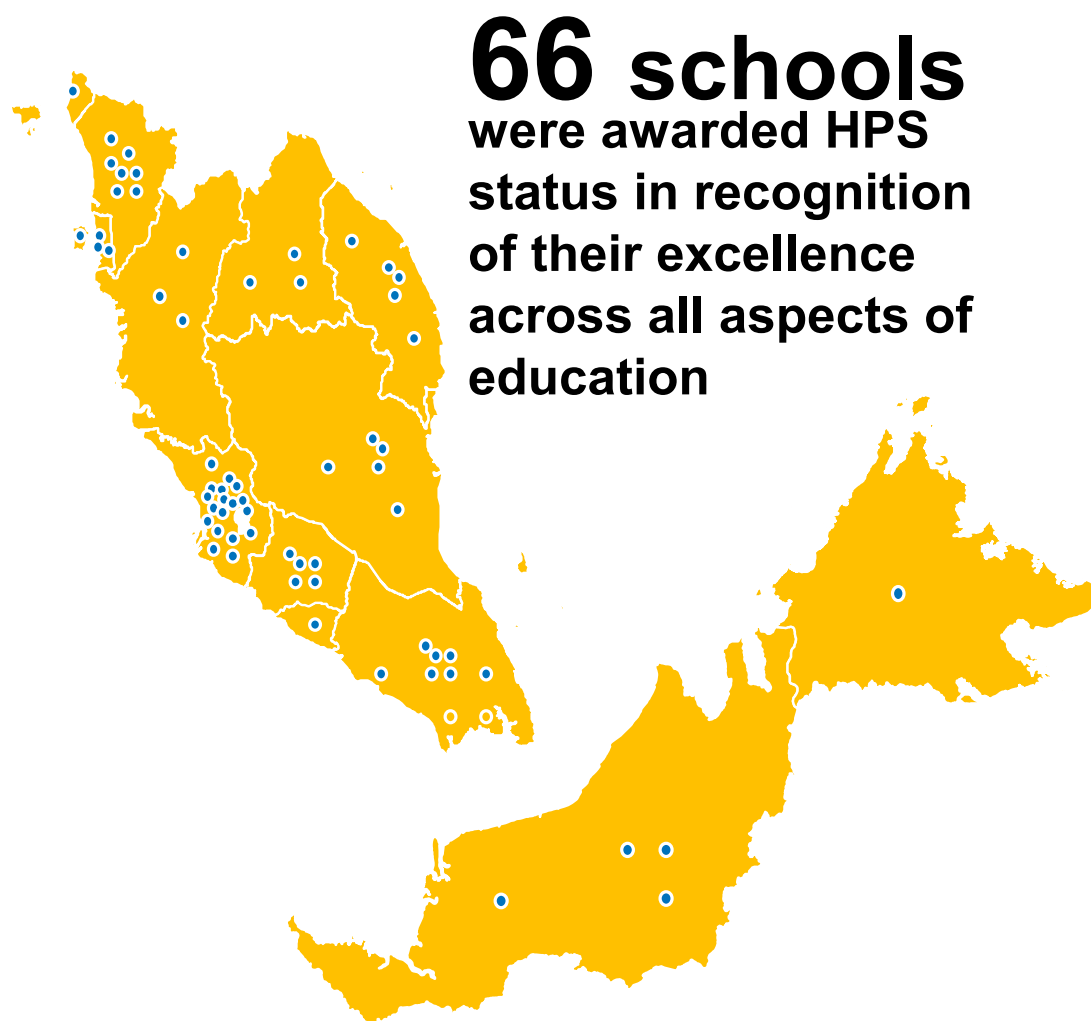 66 schools
were awarded HPS
status in recognition
of their excellence
across all aspects of
education